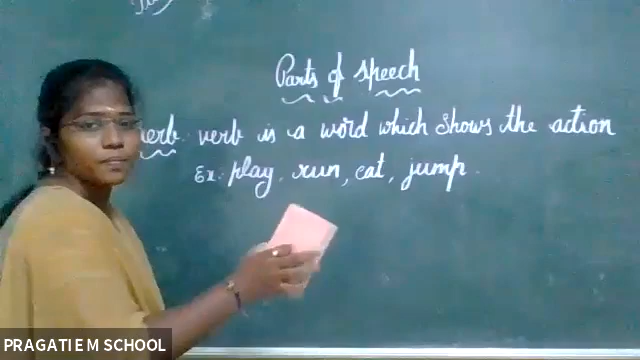 Parts of speech
verb verb is a word which shows the action
Ex: play, run, eat, jump.
PRAGATI E M SCHOOL